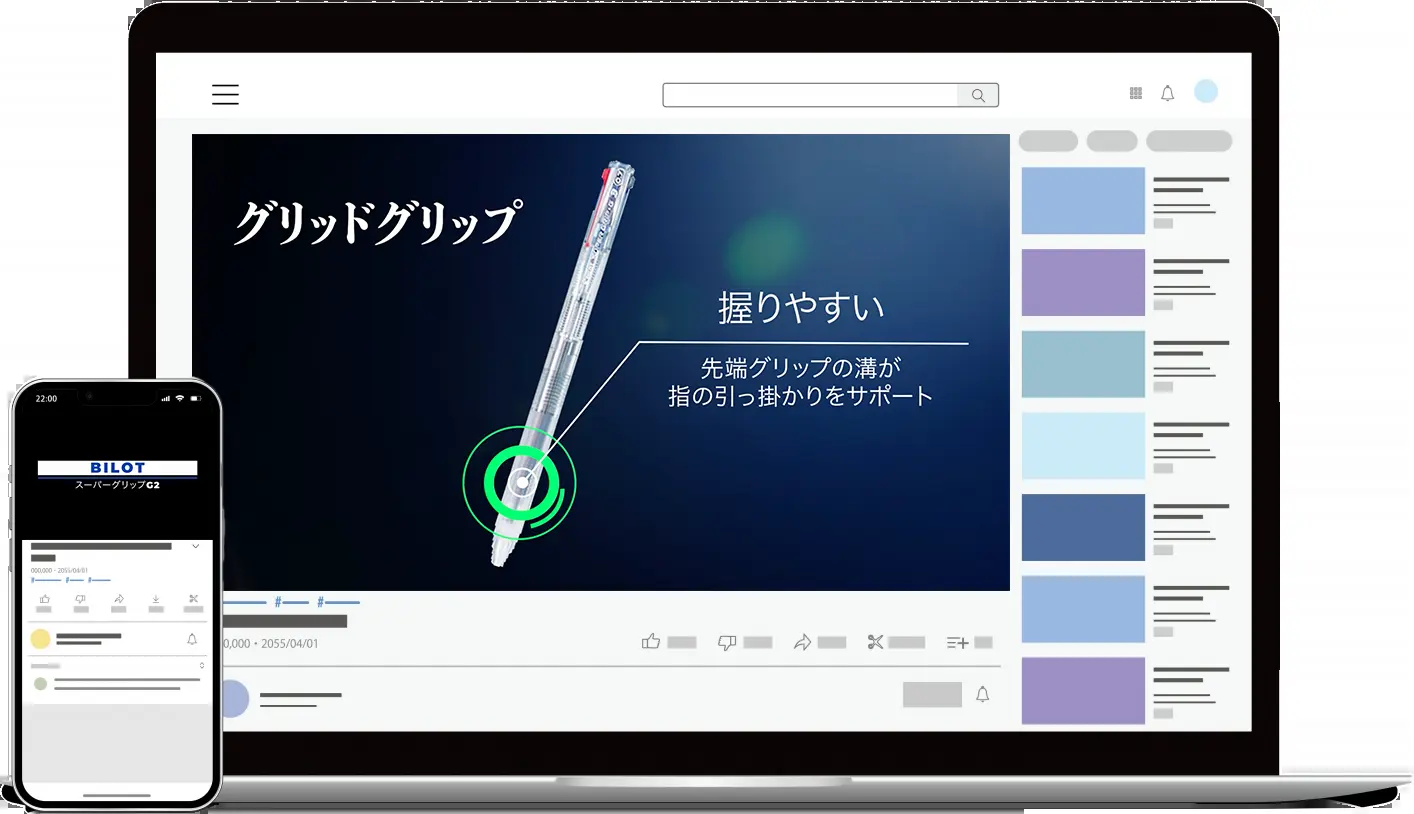 グリッドグリップ
握りやすい
先端グリップの溝が
指の引っ掛かりをサポート
22:00
BILOT
スーパーグリップG2
000,000・2055/04/01
# # #
# #
0,000・2055/04/01